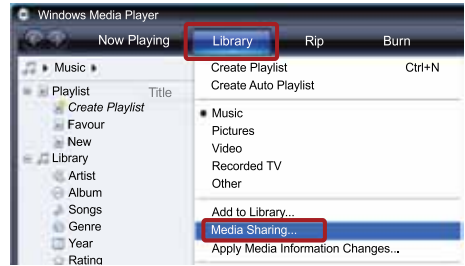 Windows Media Player
Now Playing Library Rip Burn
Music
Create Playlist Ctrl+N
Create Auto Playlist
Playlist Title
Create Playlist
Favour
New
Library
Artist
Album
Songs
Genre
Year
Rating
Music
Pictures
Video
Recorded TV
Other
Add to Library...
Media Sharing...
Apply Media Information Changes...